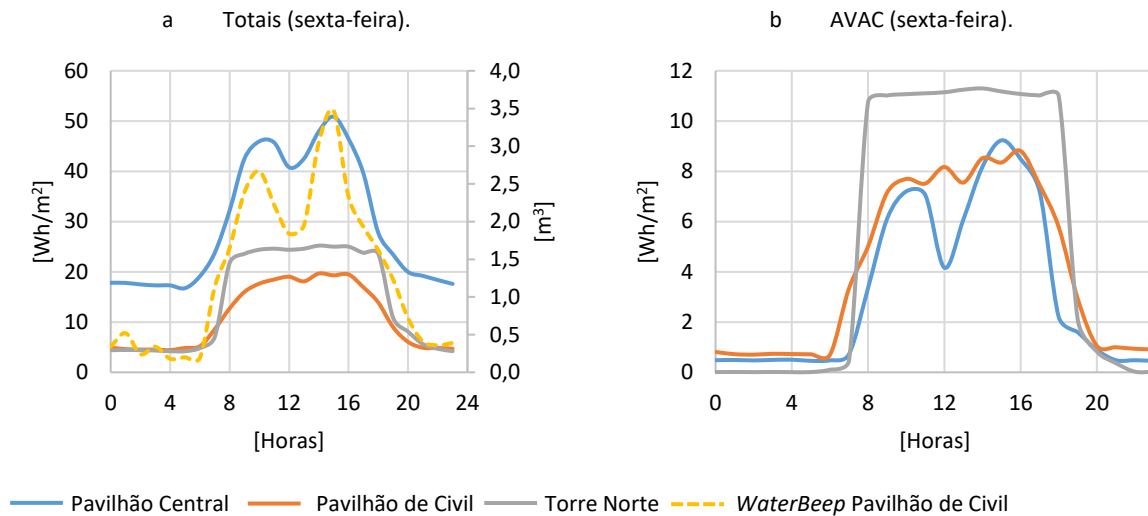 a Totais (sexta-feira).
60
50
40
30
20
10
0
[Wh/m²]
4,0
3,5
3,0
2,5
2,0
1,5
1,0
0,5
0,0
[m³]
0 4 8 12 16 20 24
[Horas]
b AVAC (sexta-feira).
12
10
8
6
4
2
0
[Wh/m²]
0 4 8 12 16 20
[Horas]
Pavilhão Central Pavilhão de Civil Torre Norte WaterBeep Pavilhão de Civil